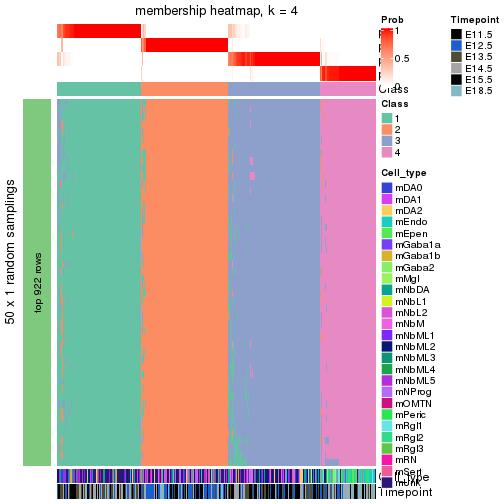 membership heatmap, k = 4
Prob
1
0.5
0
Class
Class
1
2
3
4
Timepoint
E11.5
E12.5
E13.5
E14.5
E15.5
E18.5
Cell_type
mDA0
mDA1
mDA2
mEndo
mEpen
mGaba1a
mGaba1b
mGaba2
mMgl
mNbDA
mNbL1
mNbL2
mNbM
mNbML1
mNbML2
mNbML3
mNbML4
mNbML5
mNProg
mOMTN
mPeric
mRgl1
mRgl2
mRgl3
mRN
mSert
50 x 1 random samplings
top 922 rows
Cell_type
Timepoint